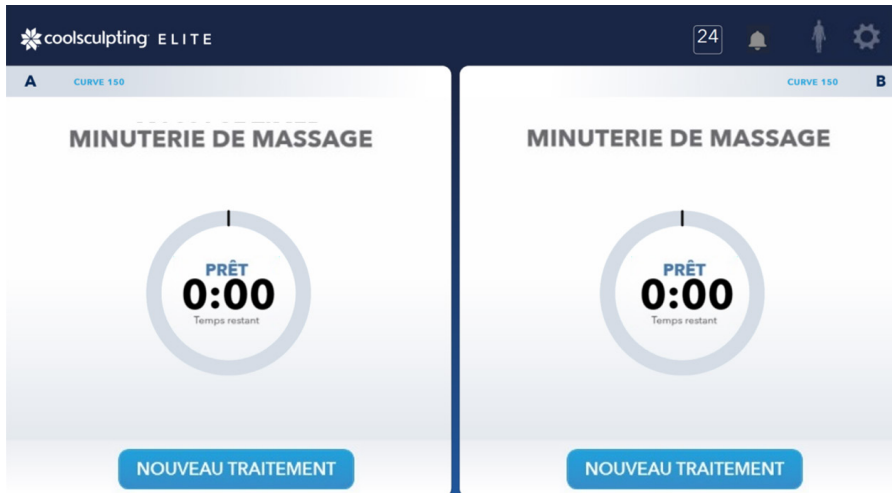 coolsculpting ELITE
24
A
CURVE 150
CURVE 150
B
MINUTERIE DE MASSAGE
PRÊT
0:00
Temps restant
NOUVEAU TRAITEMENT
MINUTERIE DE MASSAGE
PRÊT
0:00
Temps restant
NOUVEAU TRAITEMENT